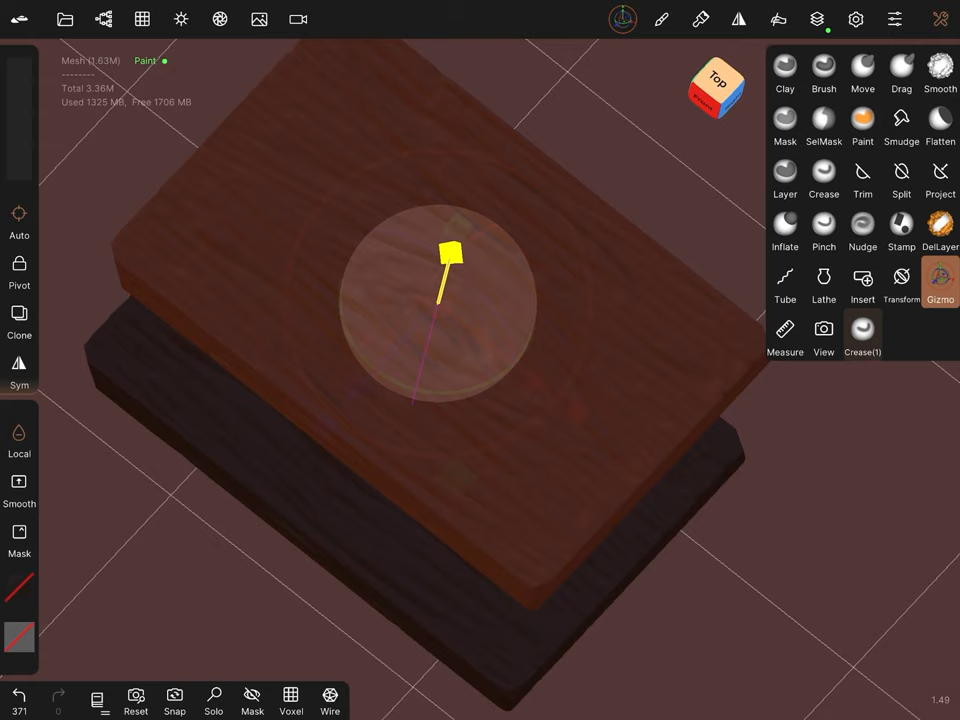 Mesh (1.63M) Paint
--------
Total 3.36M
Used 1325 MB, Free 1706 MB
Top
Clay Brush Move Drag Smooth
Mask SelMask Paint Smudge Flatten
Layer Crease Trim Split Project
Inflate Pinch Nudge Stamp DelLayer
Tube Lathe Insert Transform Gizmo
Measure View Crease(1)
Auto
Pivot
Clone
Sym
Local
Smooth
Mask
371 0 Reset Snap Solo Mask Voxel Wire
1.49